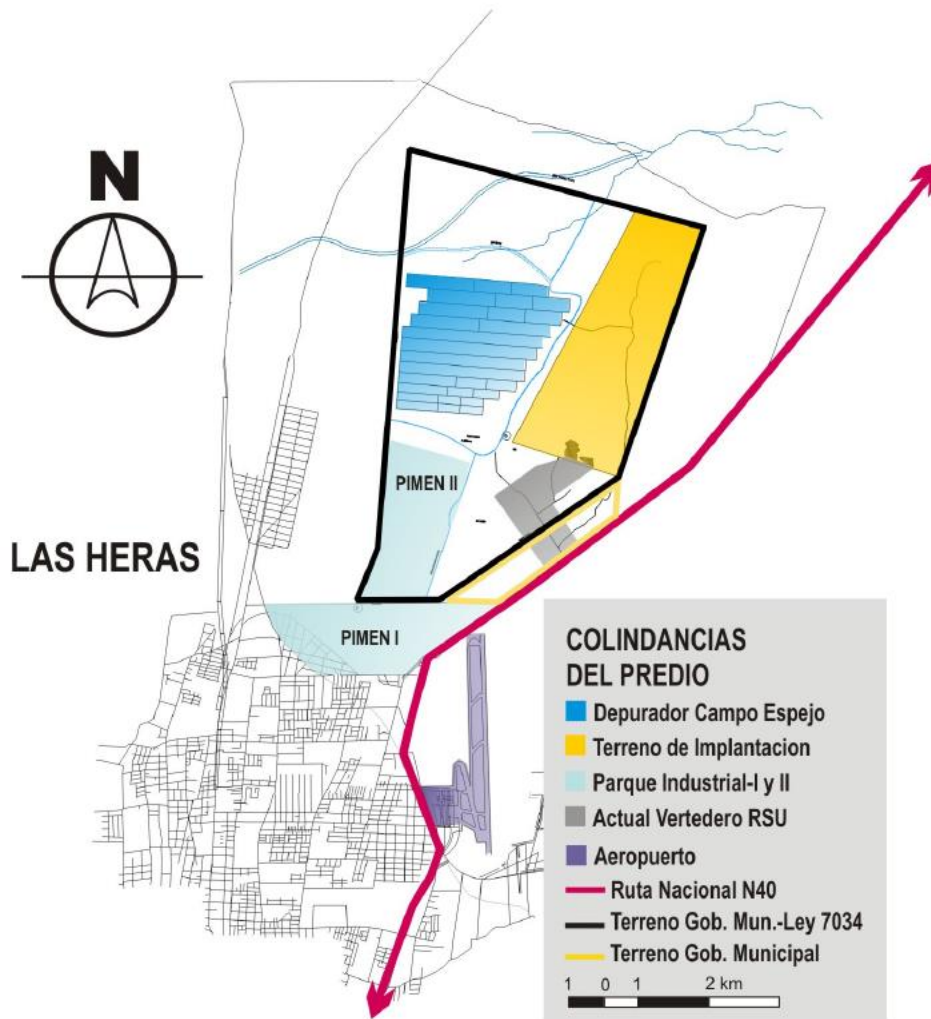 N
PIMEN II
LAS HERAS
PIMEN I
COLINDANCIAS
DEL PREDIO
Depurador Campo Espejo
Terreno de Implantacion
Parque Industrial-I y II
Actual Vertedero RSU
Aeropuerto
Ruta Nacional N40
Terreno Gob. Mun.-Ley 7034
Terreno Gob. Municipal
1 0 1 2 km